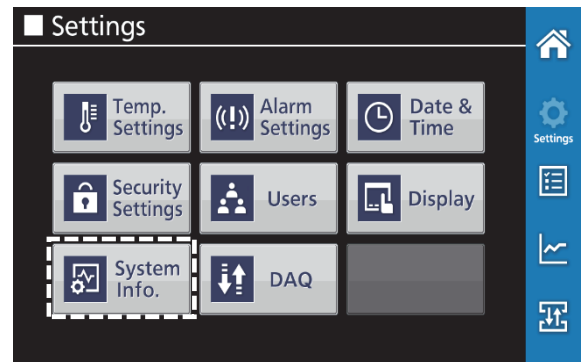 Settings
Temp.
Settings
Alarm
Settings
Date &
Time
Settings
Security
Settings
Users
Display
System
Info.
DAQ